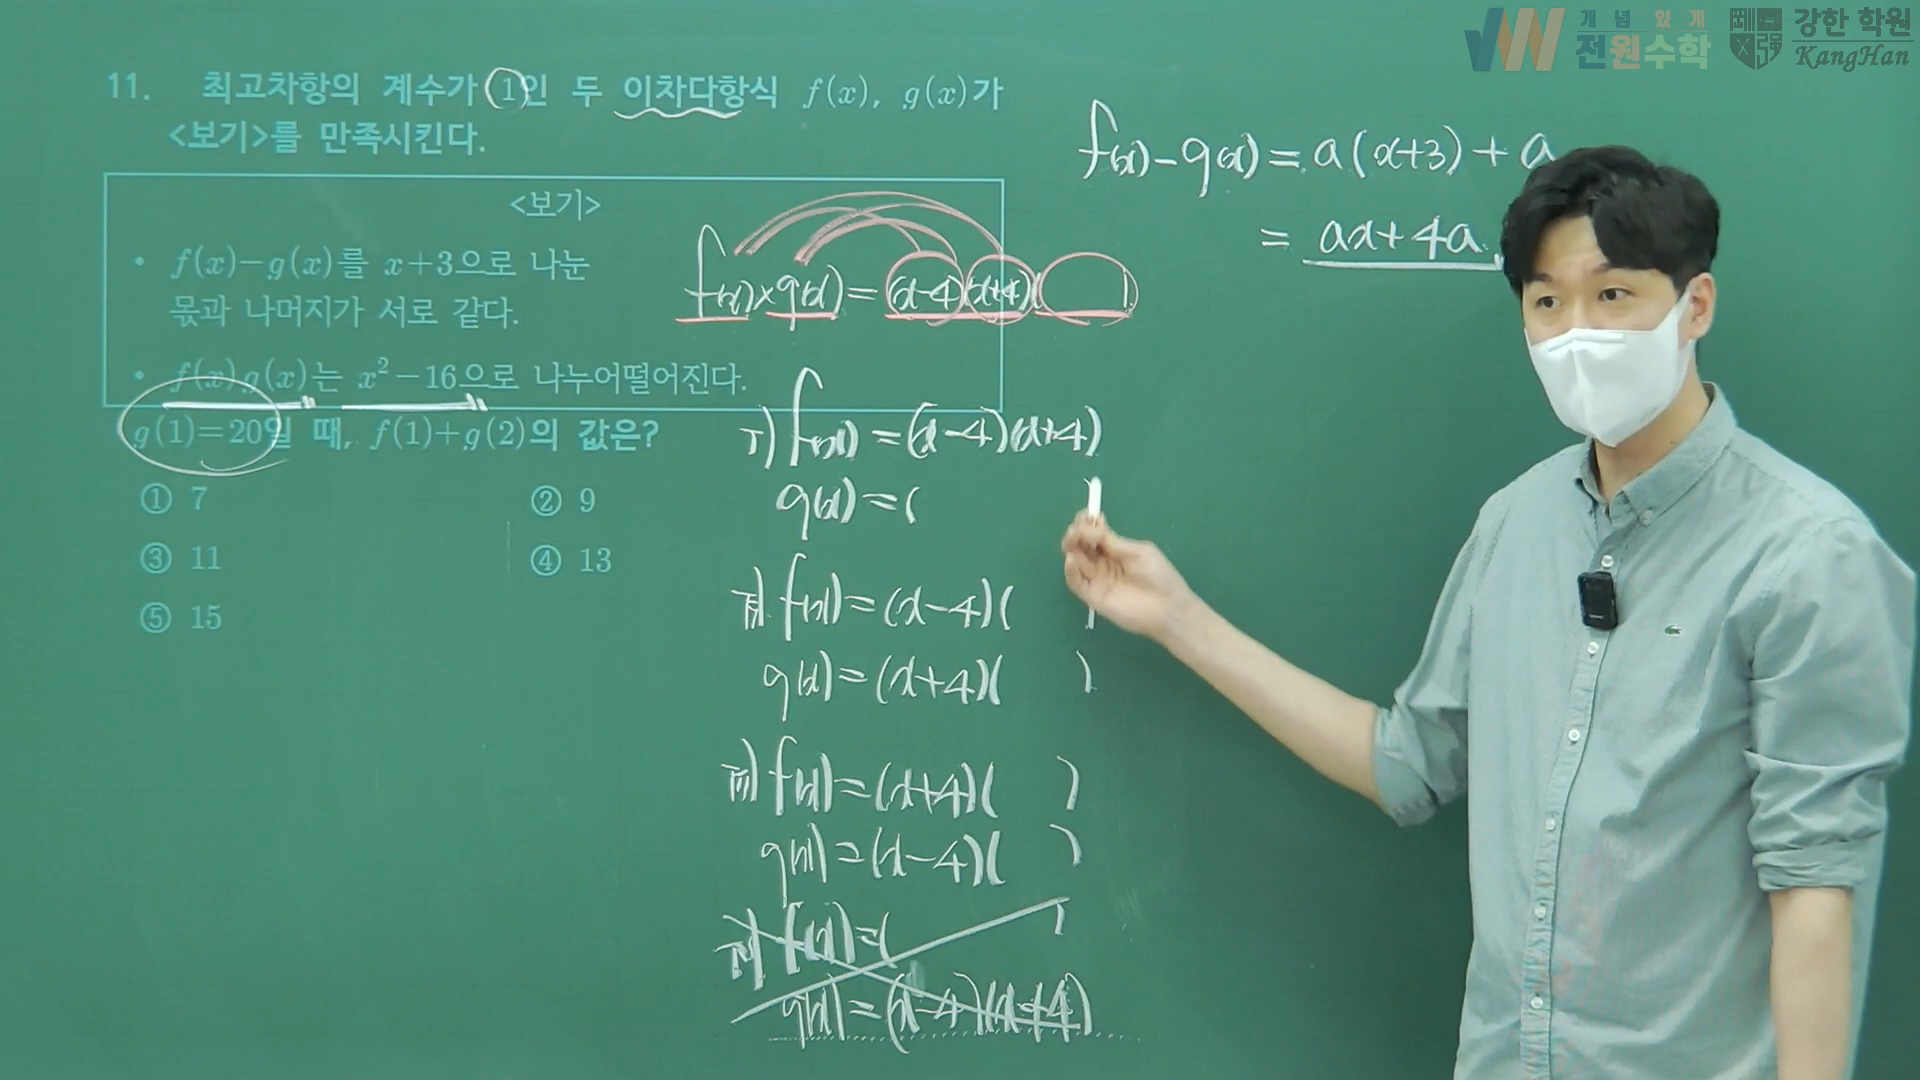 개념있게
전원수학
강한 학원
KangHan
11. 최고차항의 계수가 1인 두 이차다항식 f(x), g(x)가
<보기>를 만족시킨다.
<보기>
• f(x)-g(x)를 x+3으로 나눈
몫과 나머지가 서로 같다.
• f(x)g(x)는 x²-16으로 나누어떨어진다.
g(1)=20일 때, f(1)+g(2)의 값은?
① 7 ② 9
③ 11 ④ 13
⑤ 15
f(x)×g(x)=(x-4)(x+4)( )
i) f(x)=(x-4)(x+4)
g(x)=( )
ii) f(x)=(x-4)( )
g(x)=(x+4)( )
iii) f(x)=(x+4)( )
g(x)=(x-4)( )
iv) f(x)=( )
g(x)=(x-4)(x+4)
f(x)-g(x)=a(x+3)+a
=ax+4a